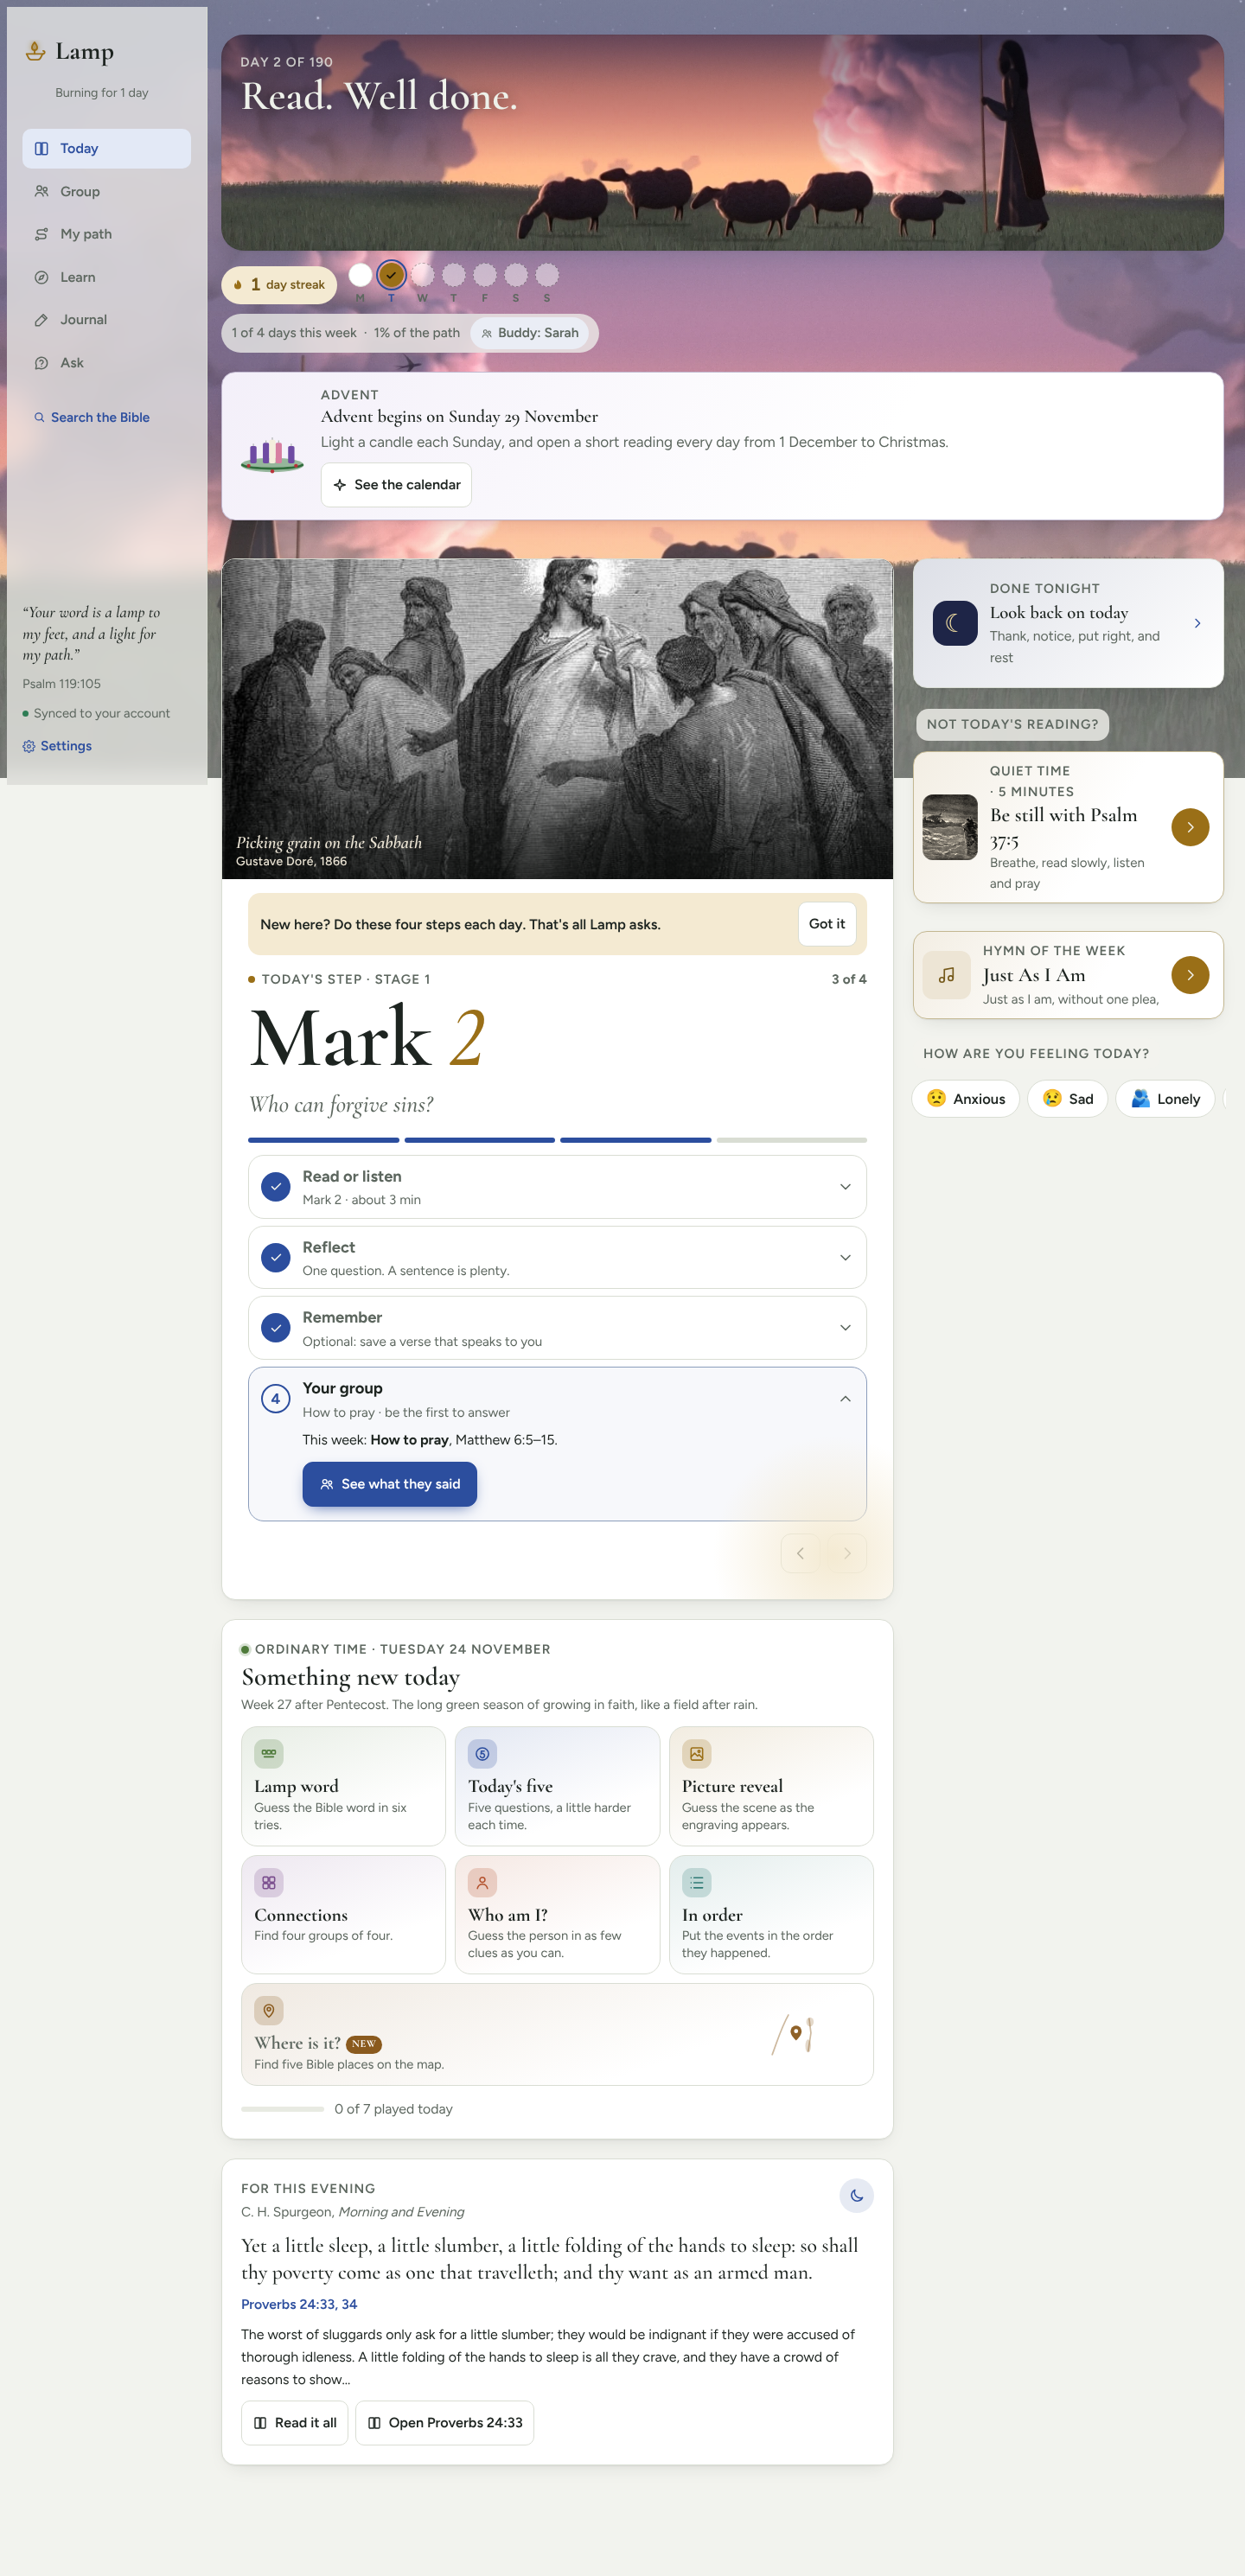 Lamp
Burning for 1 day
Today
Group
My path
Learn
Journal
Ask
Search the Bible
“Your word is a lamp to
my feet, and a light for
my path.”
Psalm 119:105
Synced to your account
Settings
DAY 2 OF 190
Read. Well done.
1 day streak
M T W T F S S
1 of 4 days this week · 1% of the path
Buddy: Sarah
ADVENT
Advent begins on Sunday 29 November
Light a candle each Sunday, and open a short reading every day from 1 December to Christmas.
See the calendar
Picking grain on the Sabbath
Gustave Doré, 1866
New here? Do these four steps each day. That's all Lamp asks.
Got it
TODAY'S STEP · STAGE 1
3 of 4
Mark 2
Who can forgive sins?
Read or listen
Mark 2 · about 3 min
Reflect
One question. A sentence is plenty.
Remember
Optional: save a verse that speaks to you
4
Your group
How to pray · be the first to answer
This week: How to pray, Matthew 6:5–15.
See what they said
ORDINARY TIME · TUESDAY 24 NOVEMBER
Something new today
Week 27 after Pentecost. The long green season of growing in faith, like a field after rain.
Lamp word
Guess the Bible word in six
tries.
5
Today's five
Five questions, a little harder
each time.
Picture reveal
Guess the scene as the
engraving appears.
Connections
Find four groups of four.
Who am I?
Guess the person in as few
clues as you can.
In order
Put the events in the order
they happened.
Where is it? NEW
Find five Bible places on the map.
0 of 7 played today
FOR THIS EVENING
C. H. Spurgeon, Morning and Evening
Yet a little sleep, a little slumber, a little folding of the hands to sleep: so shall
thy poverty come as one that travelleth; and thy want as an armed man.
Proverbs 24:33, 34
The worst of sluggards only ask for a little slumber; they would be indignant if they were accused of
thorough idleness. A little folding of the hands to sleep is all they crave, and they have a crowd of
reasons to show…
Read it all
Open Proverbs 24:33
DONE TONIGHT
Look back on today
Thank, notice, put right, and
rest
NOT TODAY'S READING?
QUIET TIME
· 5 MINUTES
Be still with Psalm
37:5
Breathe, read slowly, listen
and pray
HYMN OF THE WEEK
Just As I Am
Just as I am, without one plea,
HOW ARE YOU FEELING TODAY?
Anxious
Sad
Lonely